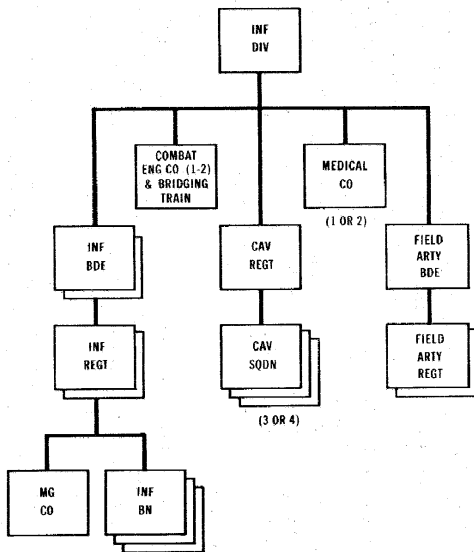 INF
DIV
COMBAT
ENG CO (1-2)
& BRIDGING
TRAIN
MEDICAL
CO
(1 OR 2)
INF
BDE
CAV
REGT
FIELD
ARTY
BDE
INF
REGT
CAV
SQDN
(3 OR 4)
FIELD
ARTY
REGT
MG
CO
INF
BN